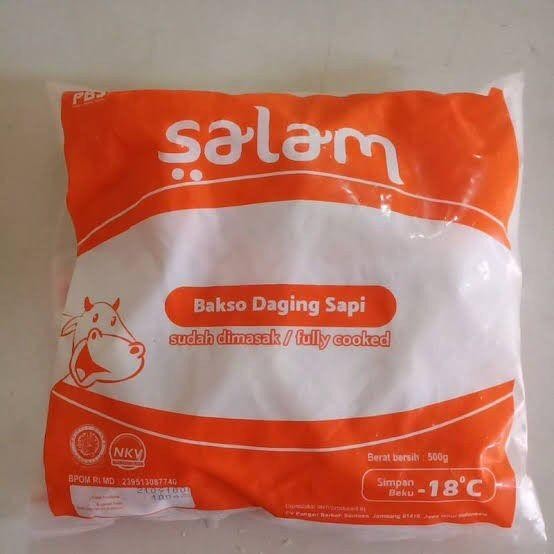 PBS
salam
Bakso Daging Sapi
sudah dimasak / fully cooked
NKV
Berat bersih : 500g
BPOM RI MD : 239513087740
Simpan
Beku -18°C